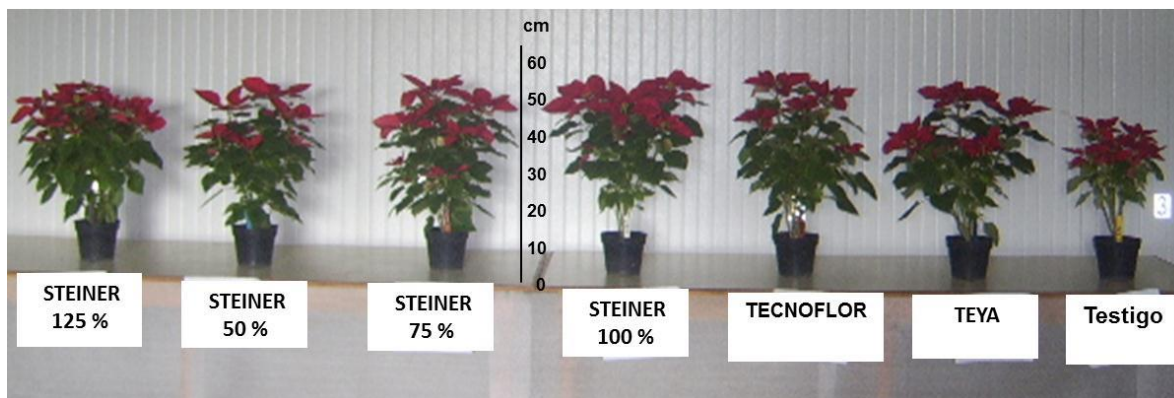 cm
60
50
40
30
20
10
0
3
STEINER
125 %
STEINER
50 %
STEINER
75 %
STEINER
100 %
TECNOFLOR
TEYA
Testigo